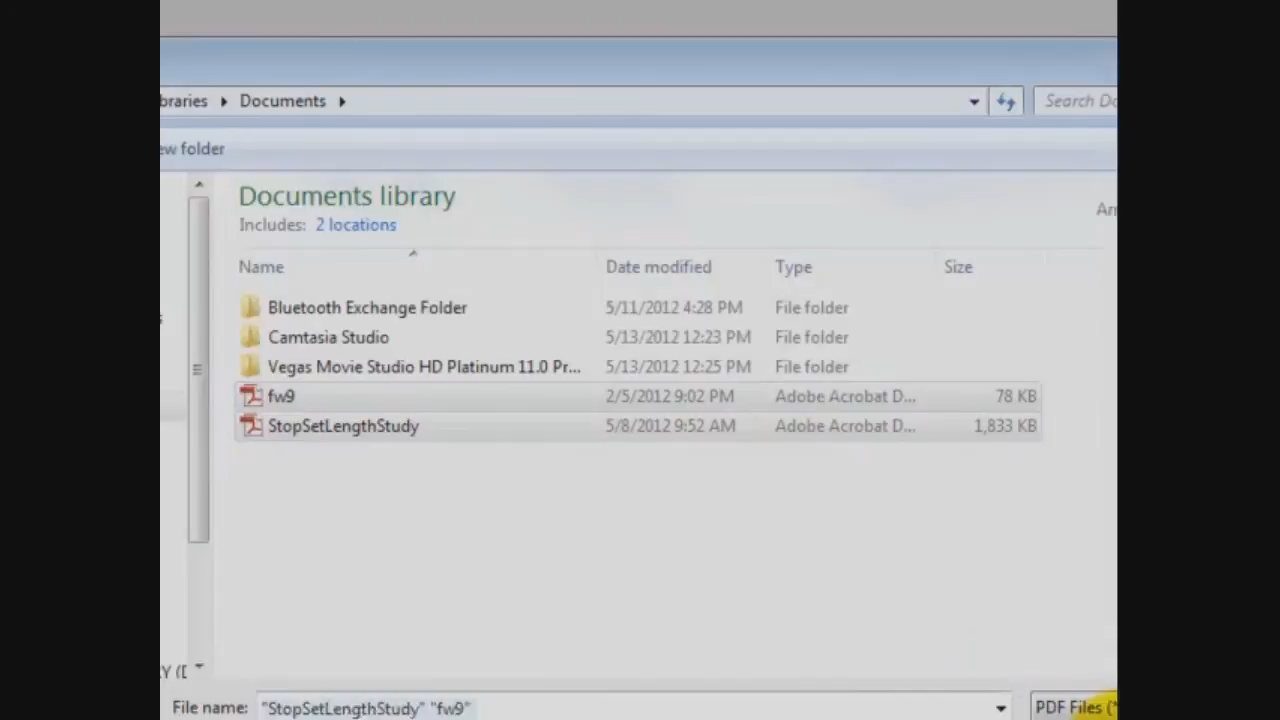 braries ▸ Documents ▸ Search Do
ew folder
Documents library
Includes: 2 locations
Name Date modified Type Size
Bluetooth Exchange Folder 5/11/2012 4:28 PM File folder
Camtasia Studio 5/13/2012 12:23 PM File folder
Vegas Movie Studio HD Platinum 11.0 Pr... 5/13/2012 12:25 PM File folder
fw9 2/5/2012 9:02 PM Adobe Acrobat D... 78 KB
StopSetLengthStudy 5/8/2012 9:52 AM Adobe Acrobat D... 1,833 KB
File name: "StopSetLengthStudy" "fw9" PDF Files (*